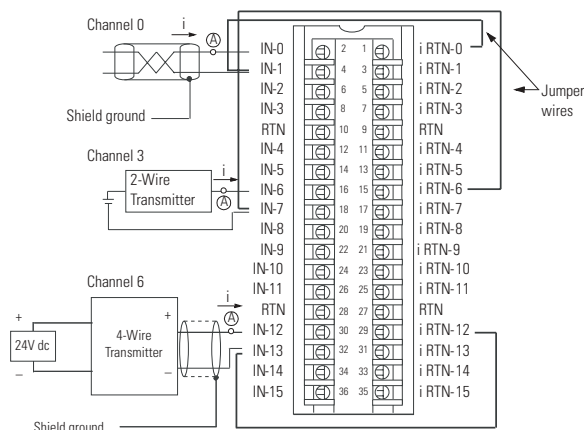 Channel 0
i
A
IN-0 2 1 i RTN-0
IN-1 4 3 i RTN-1
IN-2 6 5 i RTN-2
IN-3 8 7 i RTN-3
RTN 10 9 RTN
IN-4 12 11 i RTN-4
IN-5 14 13 i RTN-5
IN-6 16 15 i RTN-6
IN-7 18 17 i RTN-7
IN-8 20 19 i RTN-8
IN-9 22 21 i RTN-9
IN-10 24 23 i RTN-10
IN-11 26 25 i RTN-11
RTN 28 27 RTN
IN-12 30 29 i RTN-12
IN-13 32 31 i RTN-13
IN-14 34 33 i RTN-14
IN-15 36 35 i RTN-15
Jumper
wires
Shield ground
Channel 3
i
2-Wire
Transmitter
A
Channel 6
i
A
+
24V dc
–
+
4-Wire
Transmitter
–
Shield ground